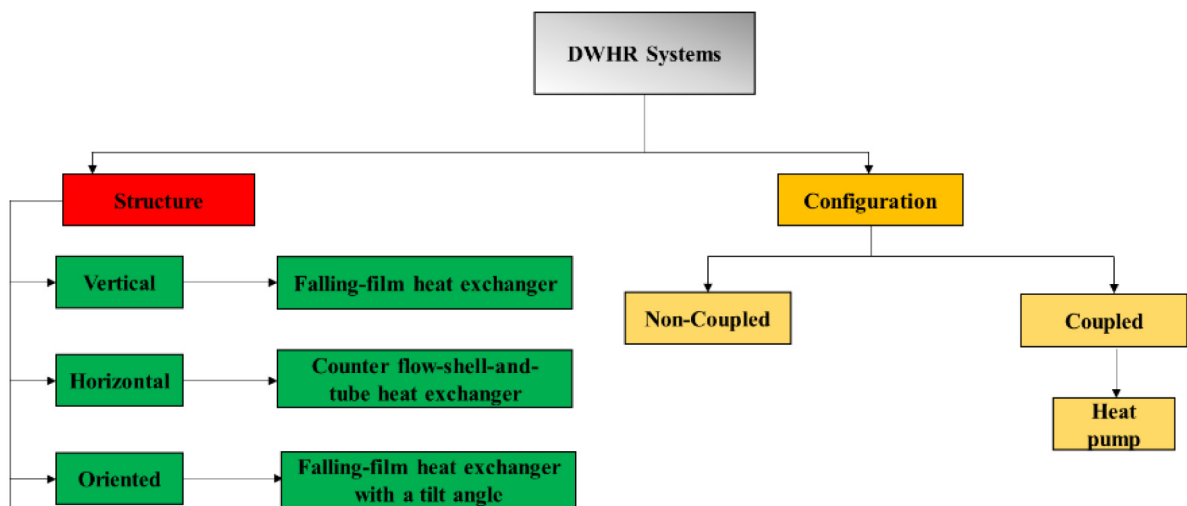 DWHR Systems
Structure
Configuration
Vertical
Falling-film heat exchanger
Non-Coupled
Coupled
Horizontal
Counter flow-shell-and-
tube heat exchanger
Heat
pump
Oriented
Falling-film heat exchanger
with a tilt angle